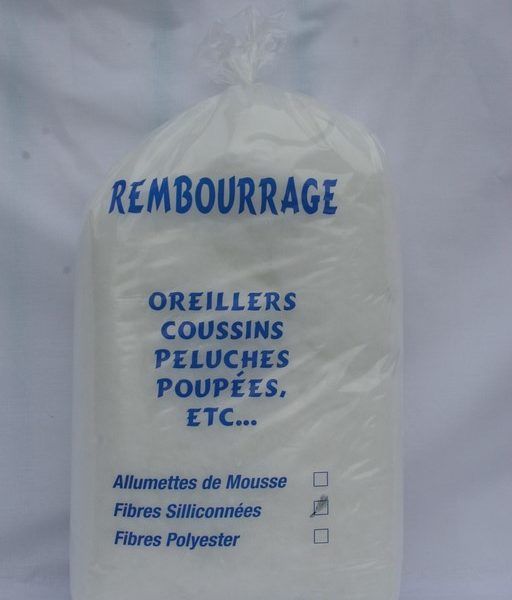 REMBOURRAGE
OREILLERS
COUSSINS
PELUCHES
POUPÉES,
ETC...
Allumettes de Mousse
Fibres Silliconnées
Fibres Polyester